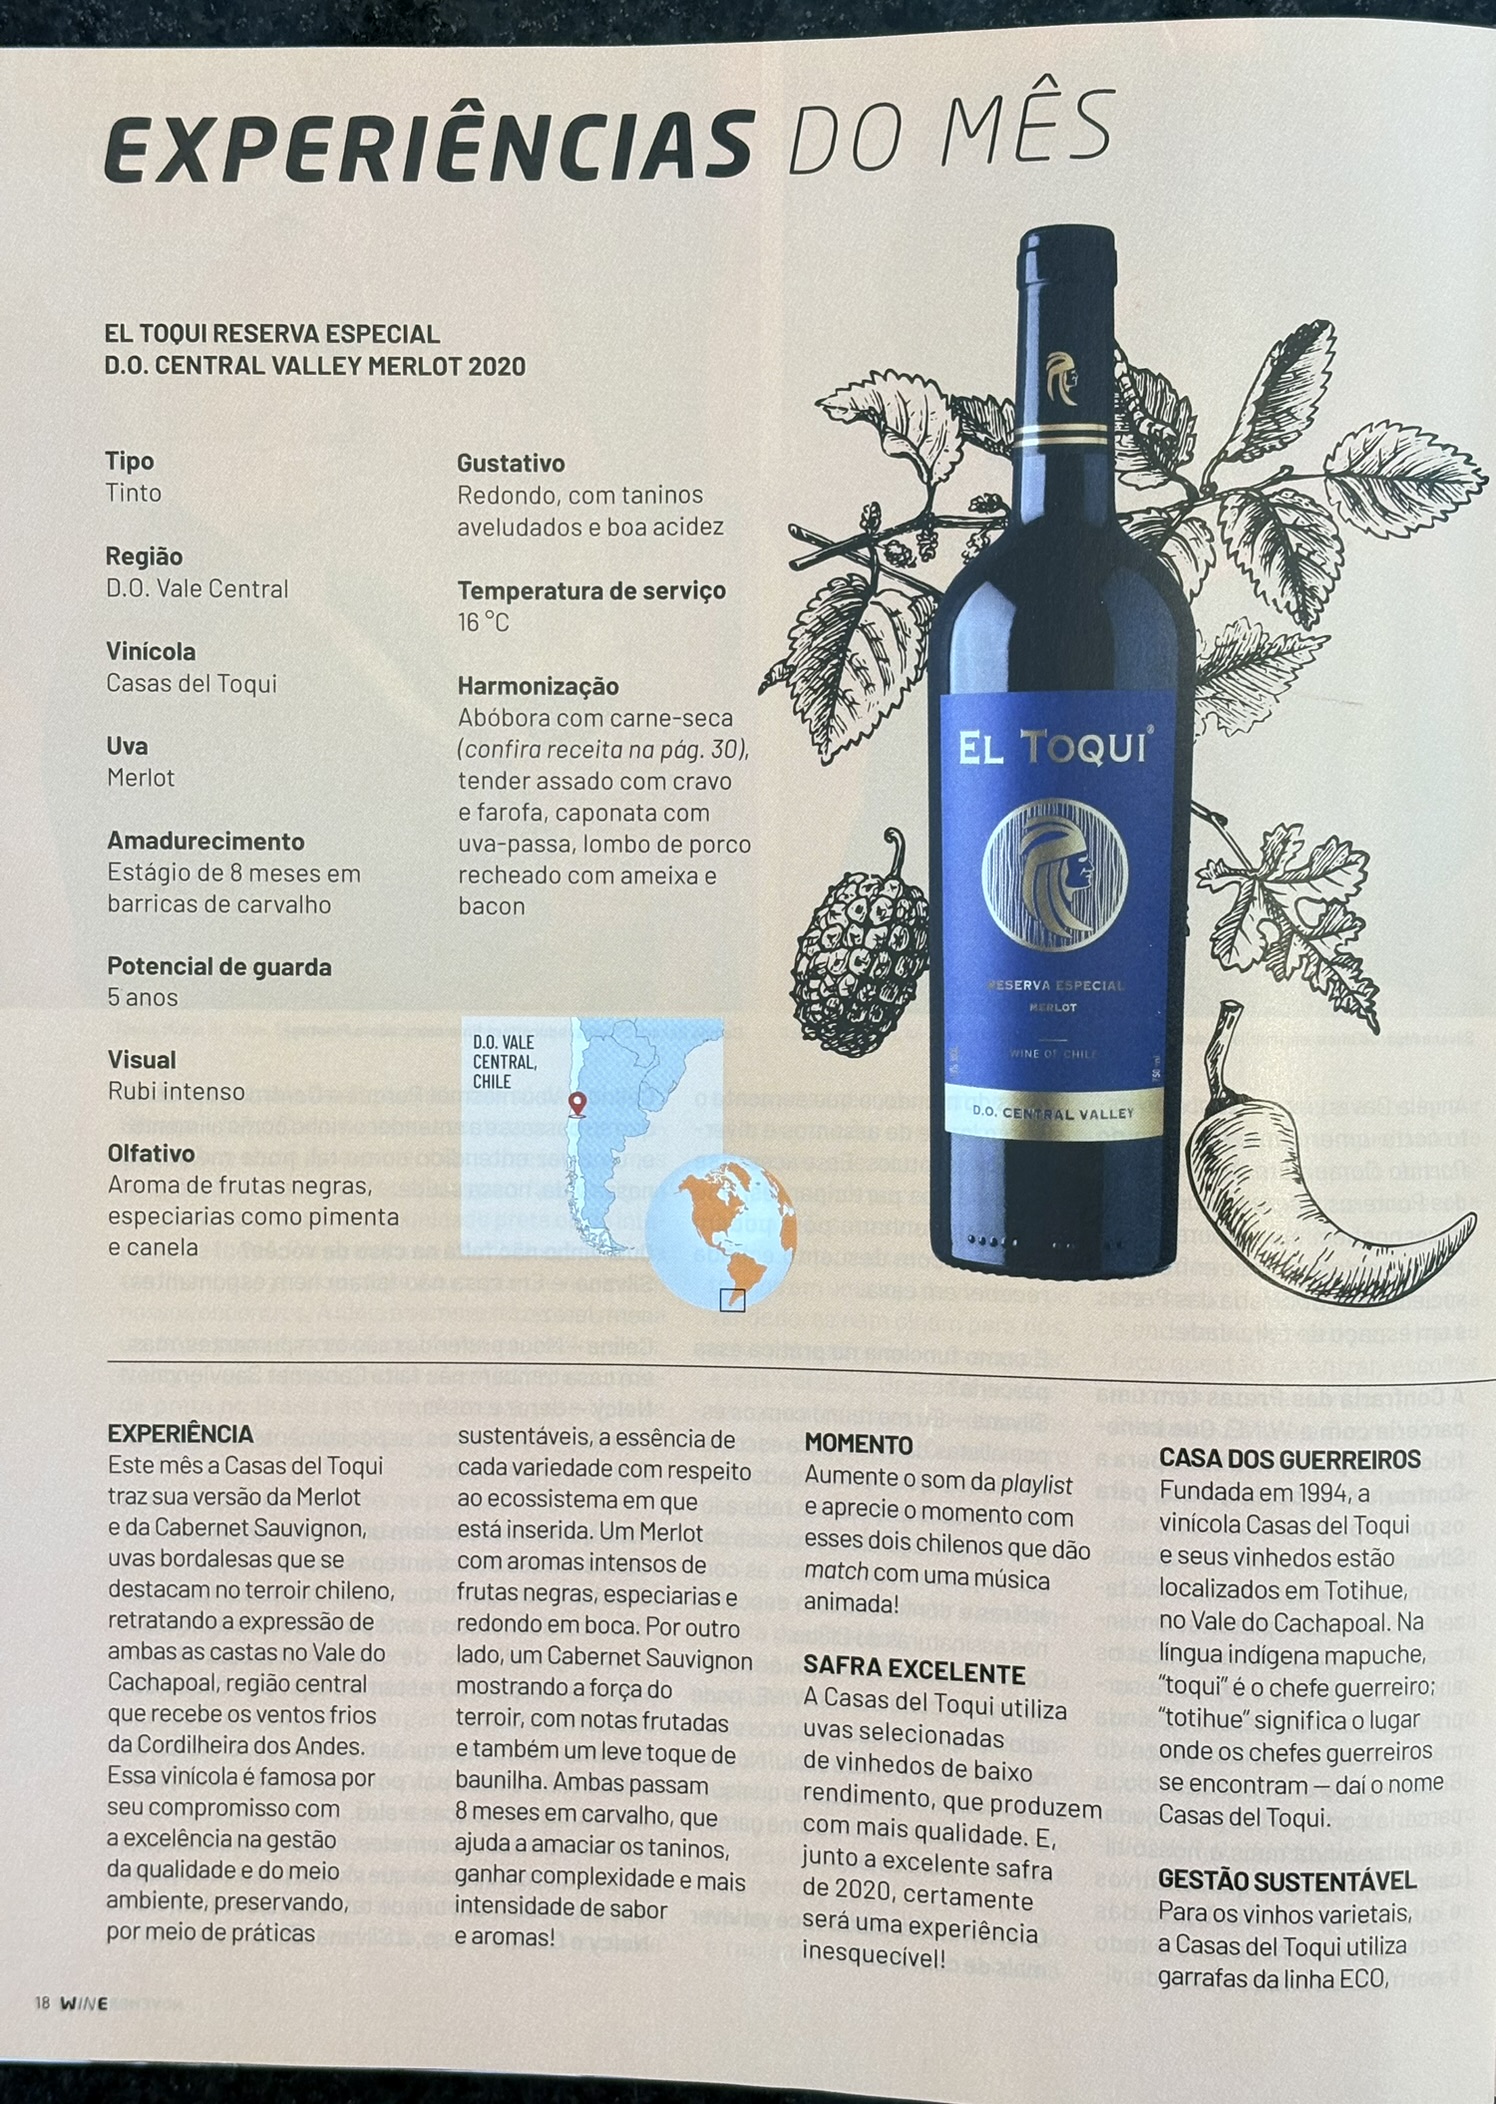 EXPERIÊNCIAS DO MÊS
EL TOQUI RESERVA ESPECIAL
D.O. CENTRAL VALLEY MERLOT 2020
Tipo
Tinto
Região
D.O. Vale Central
Vinícola
Casas del Toqui
Uva
Merlot
Amadurecimento
Estágio de 8 meses em
barricas de carvalho
Potencial de guarda
5 anos
Visual
Rubi intenso
Olfativo
Aroma de frutas negras,
especiarias como pimenta
e canela
Gustativo
Redondo, com taninos
aveludados e boa acidez
Temperatura de serviço
16 °C
Harmonização
Abóbora com carne-seca
(confira receita na pág. 30),
tender assado com cravo
e farofa, caponata com
uva-passa, lombo de porco
recheado com ameixa e
bacon
D.O. VALE
CENTRAL,
CHILE
EL TOQUI®
RESERVA ESPECIAL
MERLOT
WINE OF CHILE
750 ml
D.O. CENTRAL VALLEY
EXPERIÊNCIA
Este mês a Casas del Toqui
traz sua versão da Merlot
e da Cabernet Sauvignon,
uvas bordalesas que se
destacam no terroir chileno,
retratando a expressão de
ambas as castas no Vale do
Cachapoal, região central
que recebe os ventos frios
da Cordilheira dos Andes.
Essa vinícola é famosa por
seu compromisso com
a excelência na gestão
da qualidade e do meio
ambiente, preservando,
por meio de práticas
sustentáveis, a essência de
cada variedade com respeito
ao ecossistema em que
está inserida. Um Merlot
com aromas intensos de
frutas negras, especiarias e
redondo em boca. Por outro
lado, um Cabernet Sauvignon
mostrando a força do
terroir, com notas frutadas
e também um leve toque de
baunilha. Ambas passam
8 meses em carvalho, que
ajuda a amaciar os taninos,
ganhar complexidade e mais
intensidade de sabor
e aromas!
MOMENTO
Aumente o som da playlist
e aprecie o momento com
esses dois chilenos que dão
match com uma música
animada!
SAFRA EXCELENTE
A Casas del Toqui utiliza
uvas selecionadas
de vinhedos de baixo
rendimento, que produzem
com mais qualidade. E,
junto a excelente safra
de 2020, certamente
será uma experiência
inesquecível!
CASA DOS GUERREIROS
Fundada em 1994, a
vinícola Casas del Toqui
e seus vinhedos estão
localizados em Totihue,
no Vale do Cachapoal. Na
língua indígena mapuche,
“toqui” é o chefe guerreiro;
“totihue” significa o lugar
onde os chefes guerreiros
se encontram — daí o nome
Casas del Toqui.
GESTÃO SUSTENTÁVEL
Para os vinhos varietais,
a Casas del Toqui utiliza
garrafas da linha ECO,
18 WINE